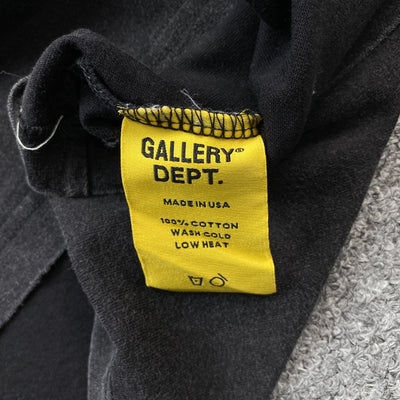 GALLERY®
DEPT.
MADE IN USA
100% COTTON
WASH COLD
LOW HEAT